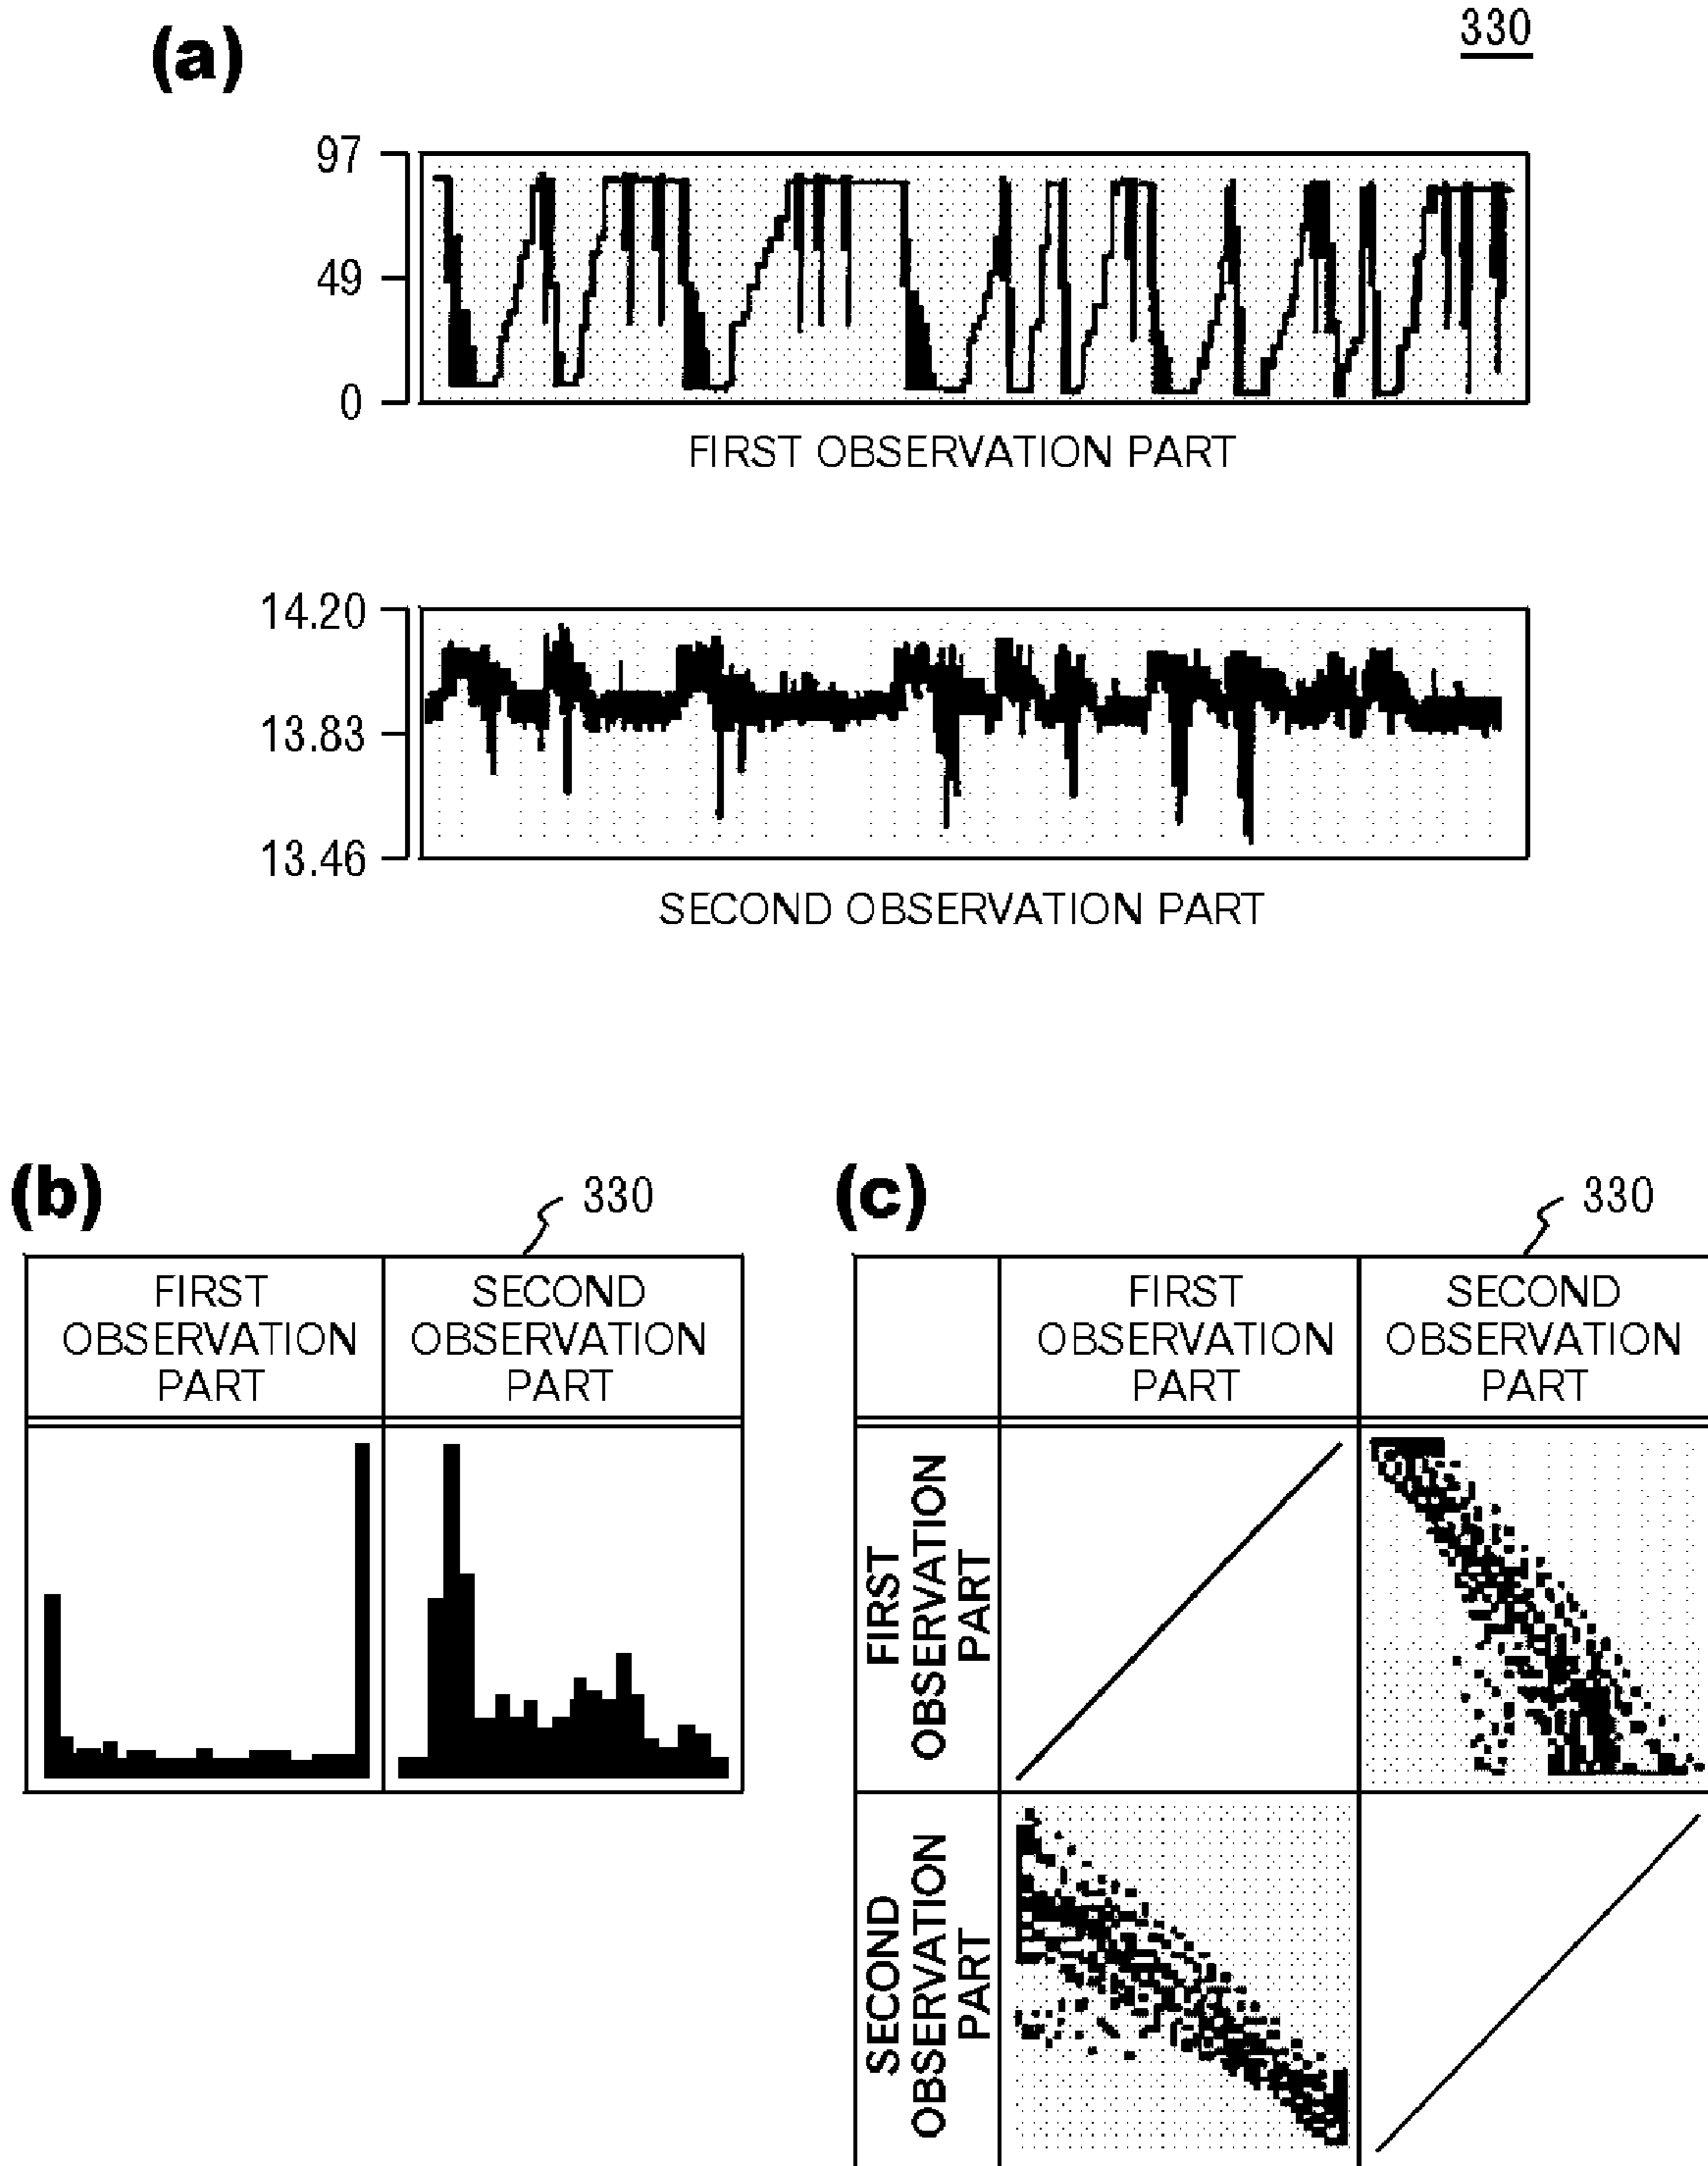 (a)
330
97
49
0
FIRST OBSERVATION PART
14.20
13.83
13.46
SECOND OBSERVATION PART
(b)
330
FIRST
OBSERVATION
PART
SECOND
OBSERVATION
PART
(c)
330
FIRST
OBSERVATION
PART
SECOND
OBSERVATION
PART
FIRST
OBSERVATION
PART
SECOND
OBSERVATION
PART